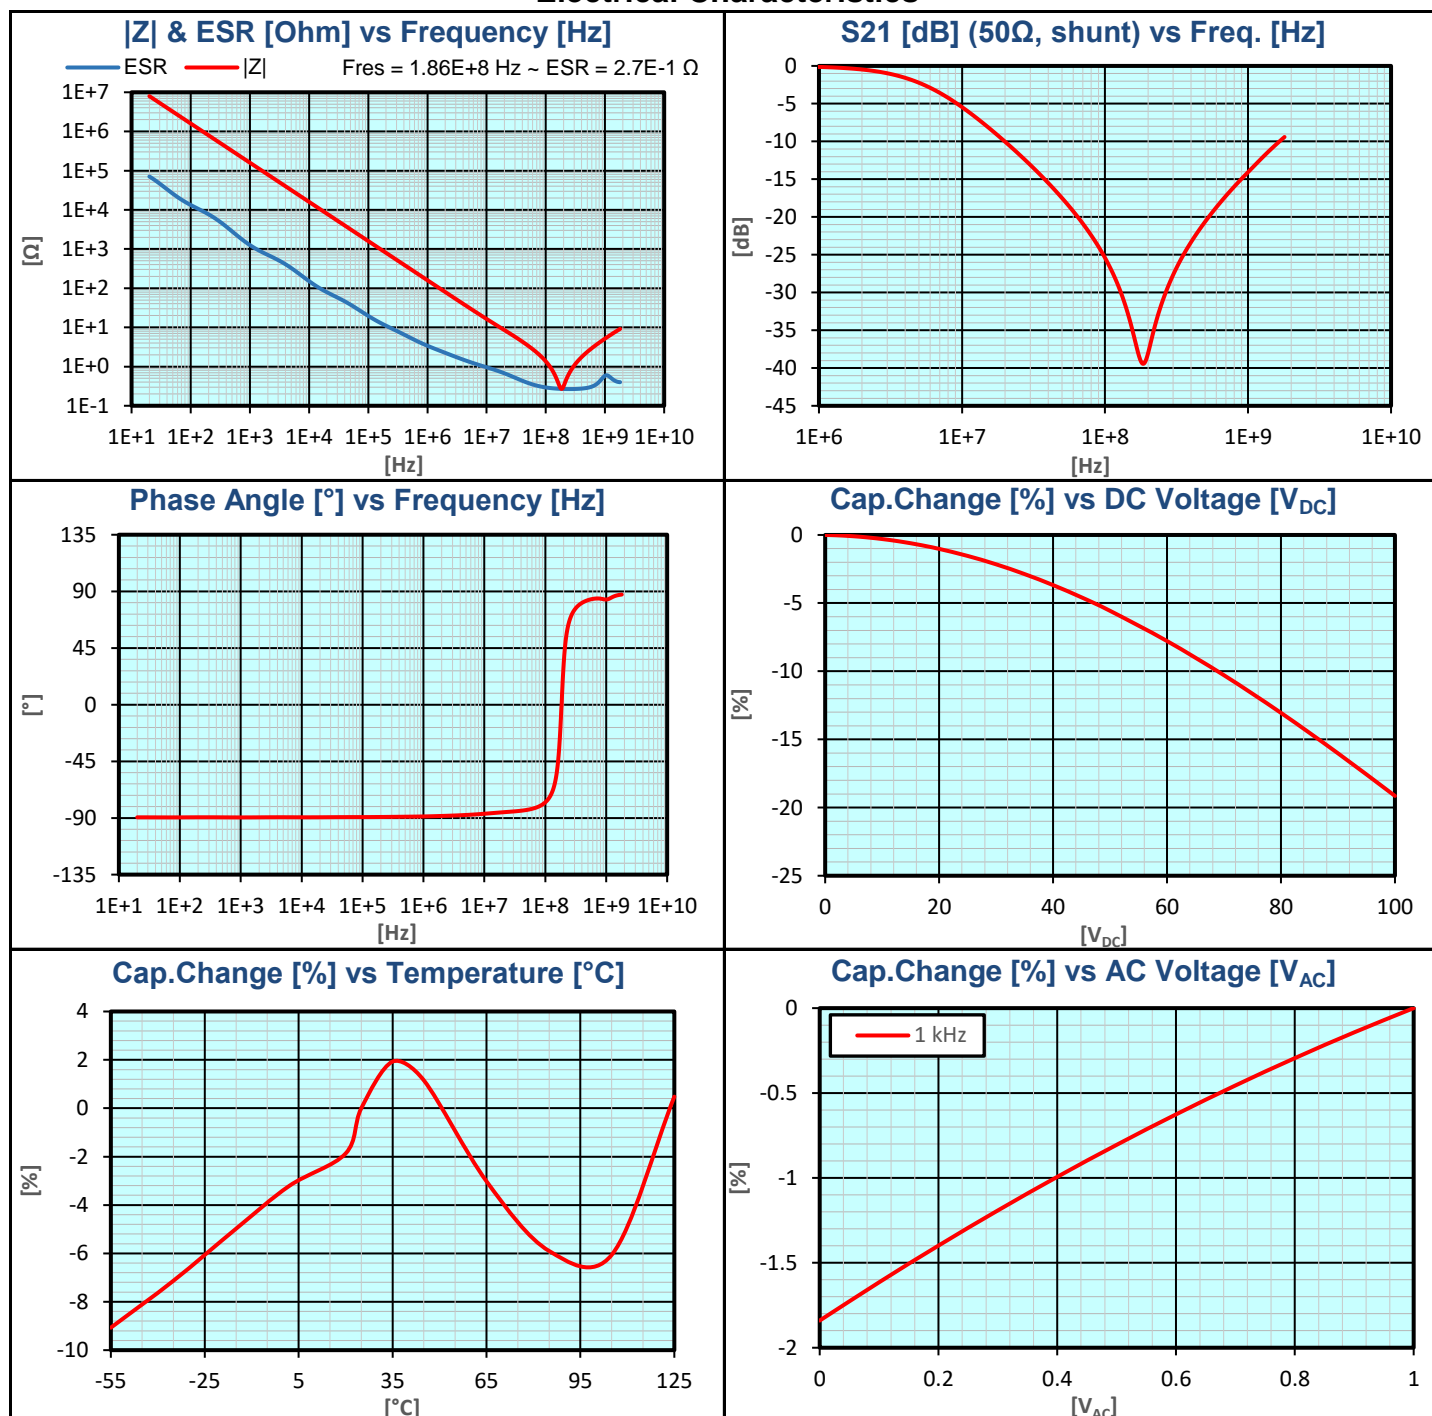 Electrical Characteristics
|Z| & ESR [Ohm] vs Frequency [Hz]
ESR |Z| Fres = 1.86E+8 Hz ~ ESR = 2.7E-1 Ω
1E+7
1E+6
1E+5
1E+4
1E+3
1E+2
1E+1
1E+0
1E-1
[Ω]
1E+1 1E+2 1E+3 1E+4 1E+5 1E+6 1E+7 1E+8 1E+9 1E+10
[Hz]
S21 [dB] (50Ω, shunt) vs Freq. [Hz]
0
-5
-10
-15
-20
-25
-30
-35
-40
-45
[dB]
1E+6 1E+7 1E+8 1E+9 1E+10
[Hz]
Phase Angle [°] vs Frequency [Hz]
135
90
45
0
-45
-90
-135
[°]
1E+1 1E+2 1E+3 1E+4 1E+5 1E+6 1E+7 1E+8 1E+9 1E+10
[Hz]
Cap.Change [%] vs DC Voltage [VDC]
0
-5
-10
-15
-20
-25
[%]
0 20 40 60 80 100
[VDC]
Cap.Change [%] vs Temperature [°C]
4
2
0
-2
-4
-6
-8
-10
[%]
-55 -25 5 35 65 95 125
[°C]
Cap.Change [%] vs AC Voltage [VAC]
1 kHz
0
-0.5
-1
-1.5
-2
[%]
0 0.2 0.4 0.6 0.8 1
[VAC]